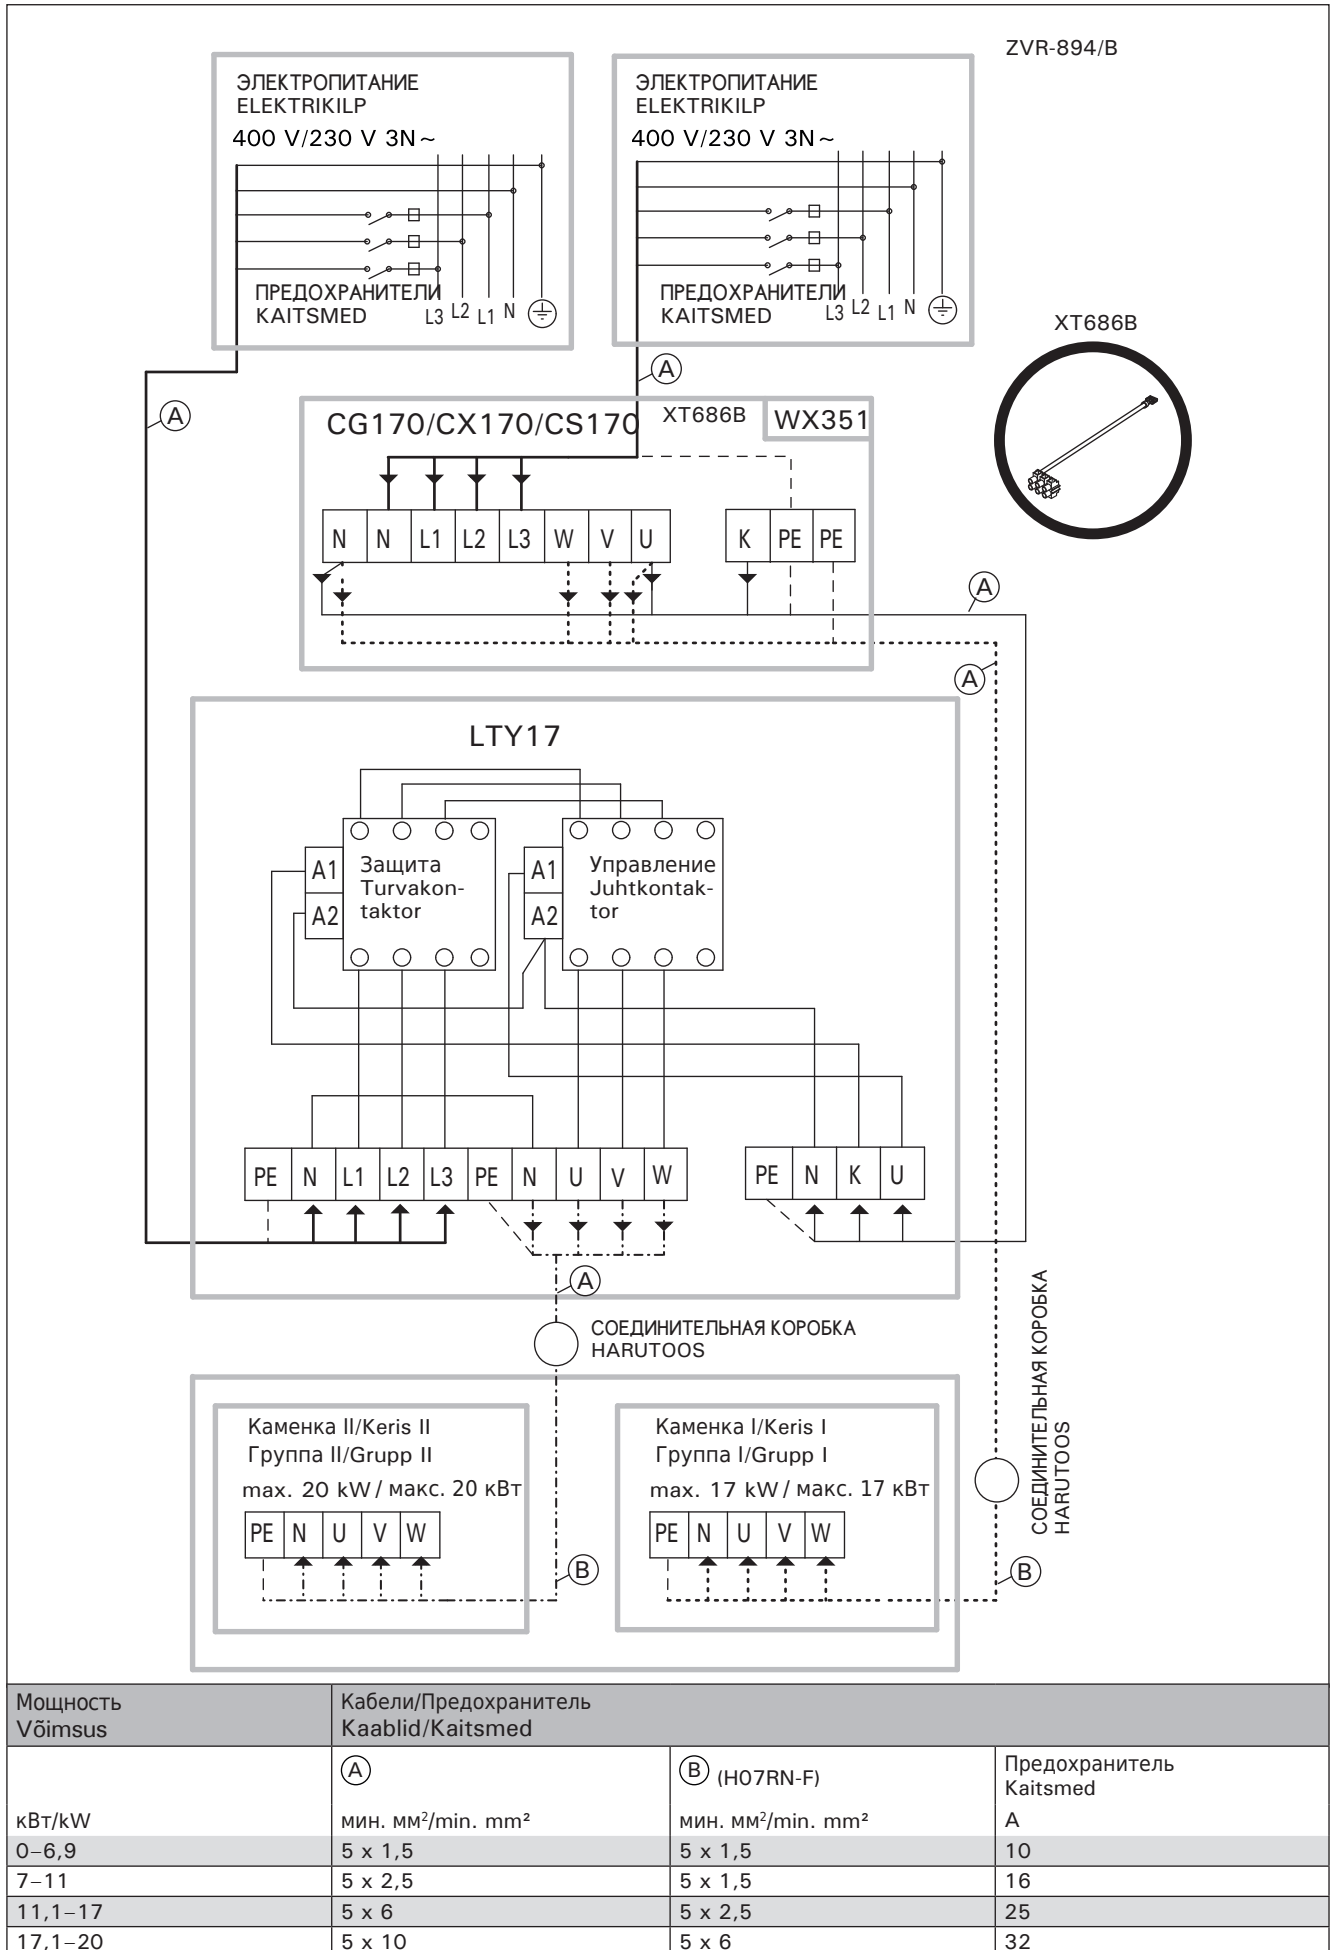 ZVR-894/B
ЭЛЕКТРОПИТАНИЕ
ELEKTRIKILP
400 V/230 V 3N~
ПРЕДОХРАНИТЕЛИ
KAITSMED
L3 L2 L1 N
ЭЛЕКТРОПИТАНИЕ
ELEKTRIKILP
400 V/230 V 3N~
ПРЕДОХРАНИТЕЛИ
KAITSMED
L3 L2 L1 N
XT686B
A
A
CG170/CX170/CS170
XT686B
WX351
N N L1 L2 L3 W V U
K PE PE
A
A
LTY17
A1
A2
Защита
Turvakon-
taktor
A1
A2
Управление
Juhtkontak-
tor
PE N L1 L2 L3 PE N U V W
PE N K U
A
СОЕДИНИТЕЛЬНАЯ КОРОБКА
HARUTOOS
СОЕДИНИТЕЛЬНАЯ КОРОБКА
HARUTOOS
Каменка II/Keris II
Группа II/Grupp II
max. 20 kW/макс. 20 кВт
PE N U V W
B
Каменка I/Keris I
Группа I/Grupp I
max. 17 kW/макс. 17 кВт
PE N U V W
B
Мощность
Võimsus
Кабели/Предохранитель
Kaablid/Kaitsmed
A
B (H07RN-F)
Предохранитель
Kaitsmed
кВт/kW
мин. мм²/min. mm²
мин. мм²/min. mm²
A
0–6,9 5 x 1,5 5 x 1,5 10
7–11 5 x 2,5 5 x 1,5 16
11,1–17 5 x 6 5 x 2,5 25
17,1–20 5 x 10 5 x 6 32